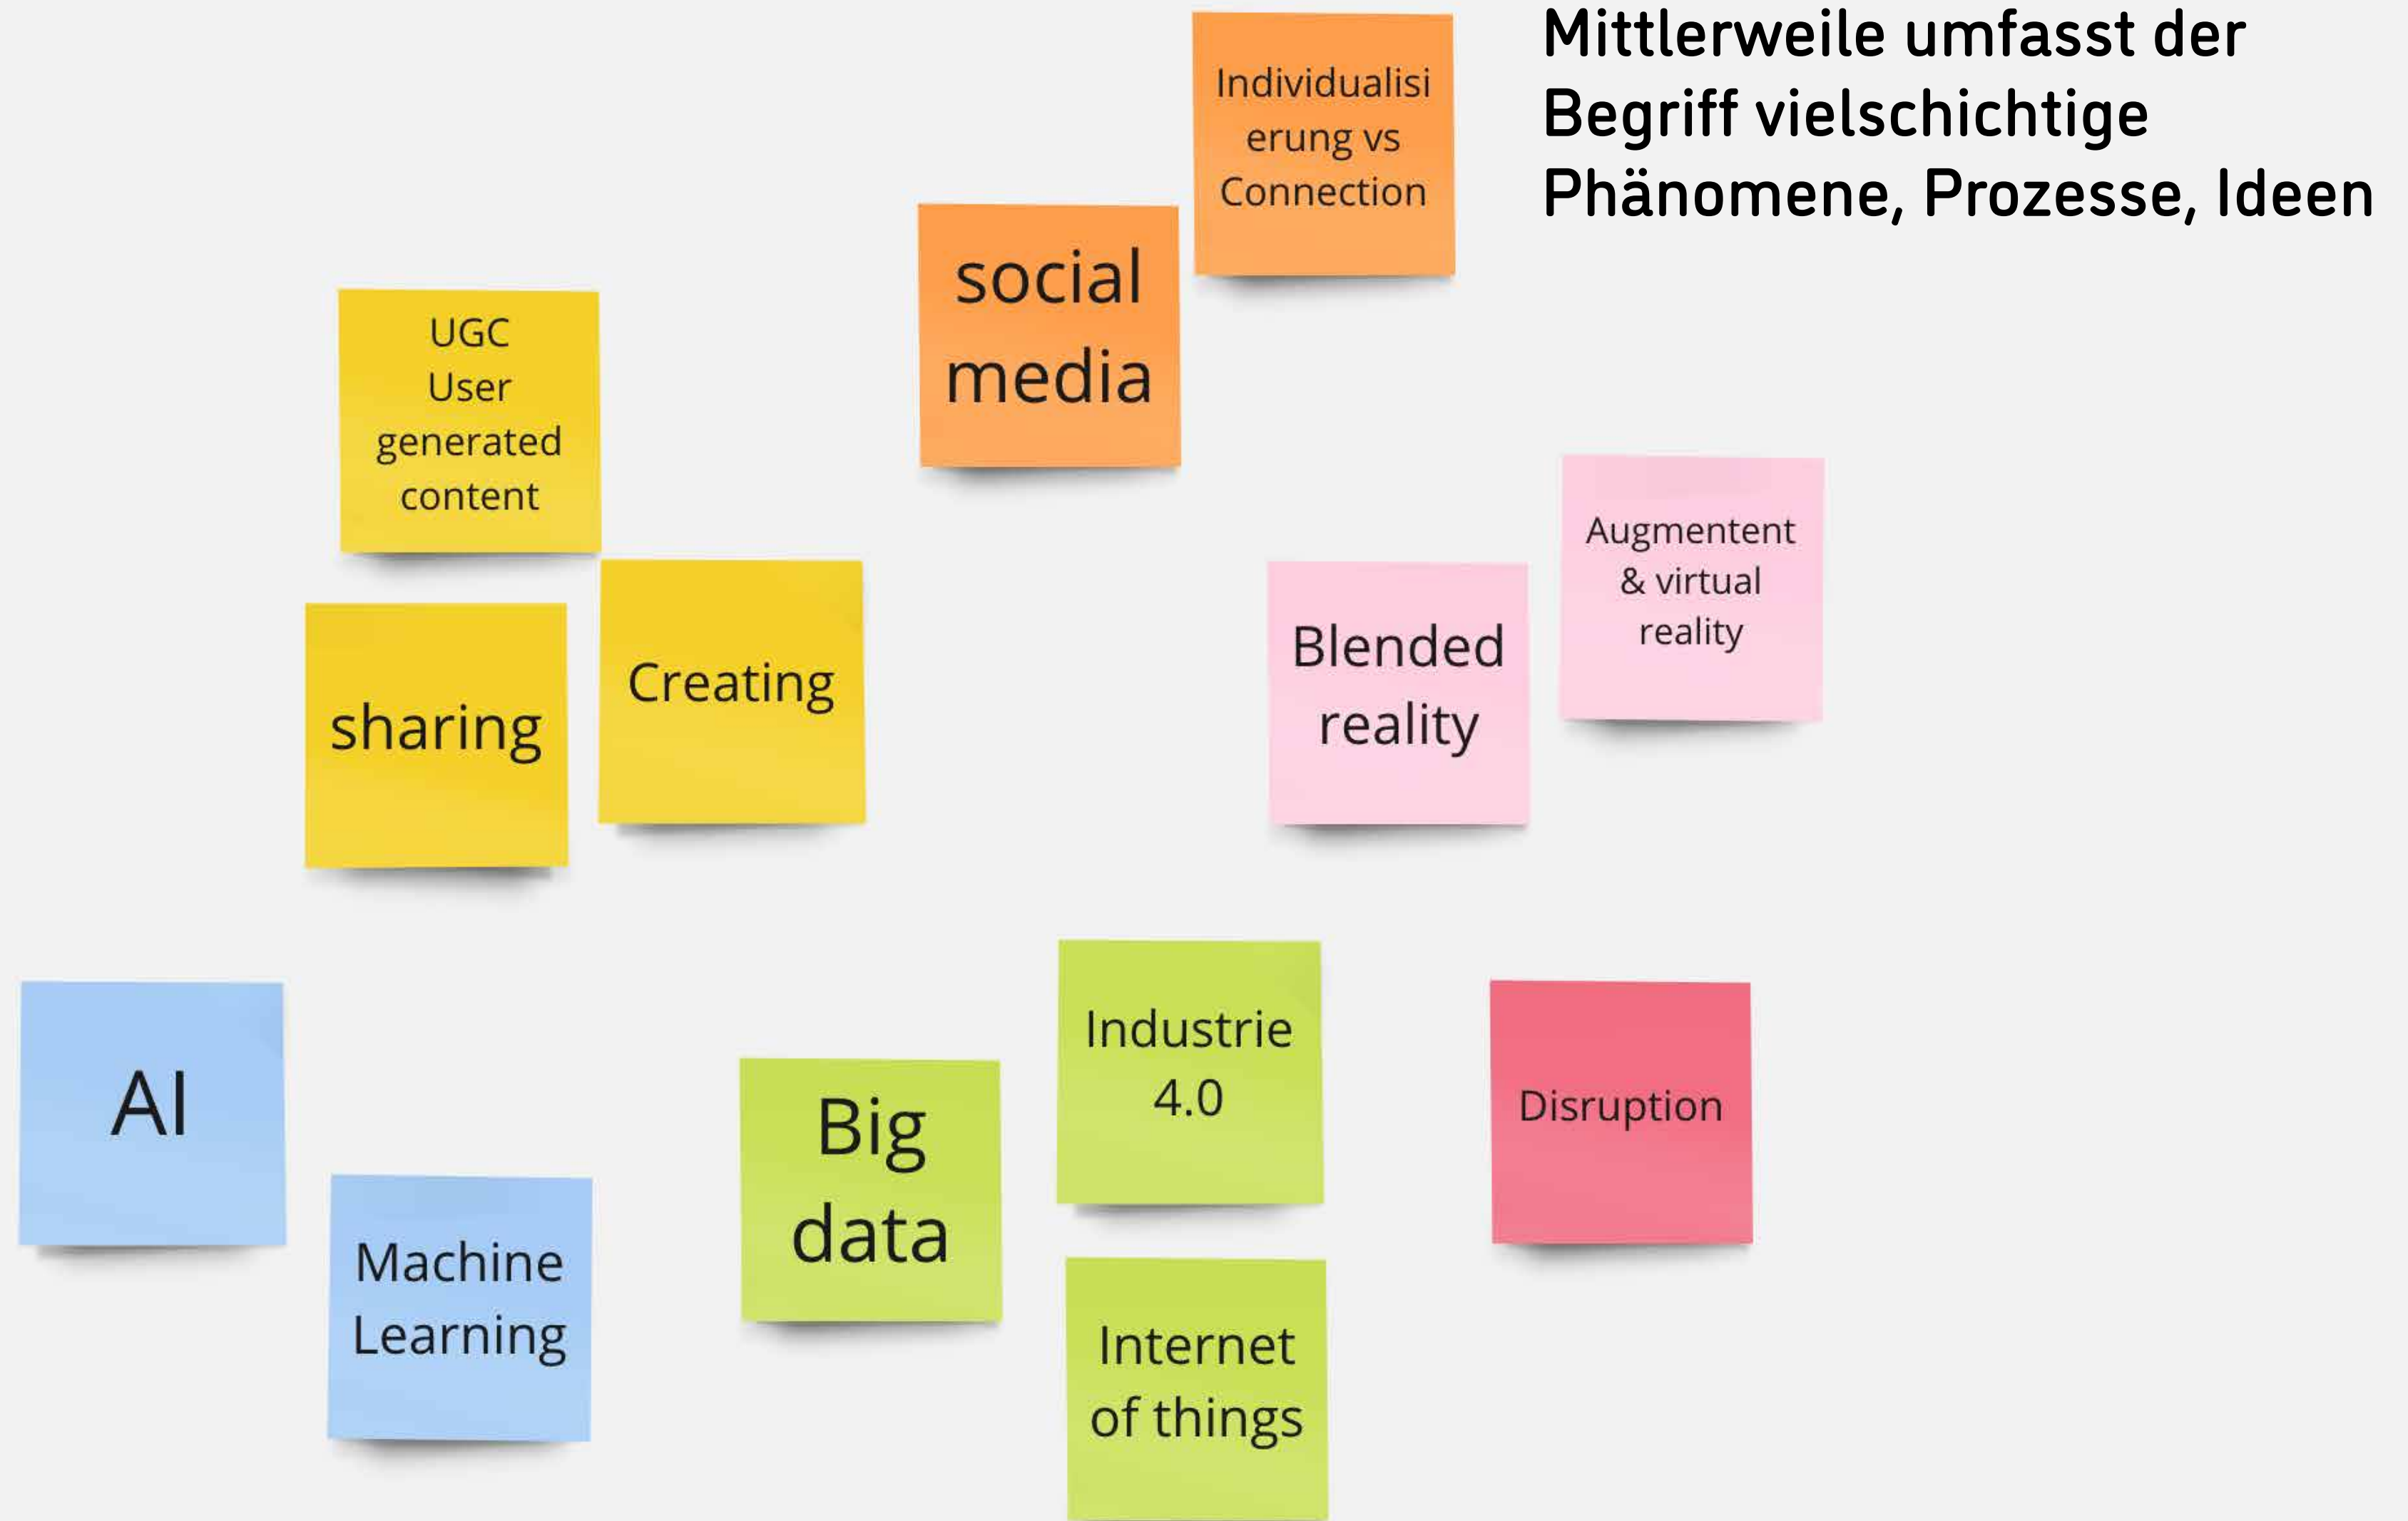 Mittlerweile umfasst der
Begriff vielschichtige
Phänomene, Prozesse, Ideen
Individualisi
erung vs
Connection
social
media
UGC
User
generated
content
sharing
Creating
Augmentent
& virtual
reality
Blended
reality
AI
Machine
Learning
Big
data
Industrie
4.0
Internet
of things
Disruption